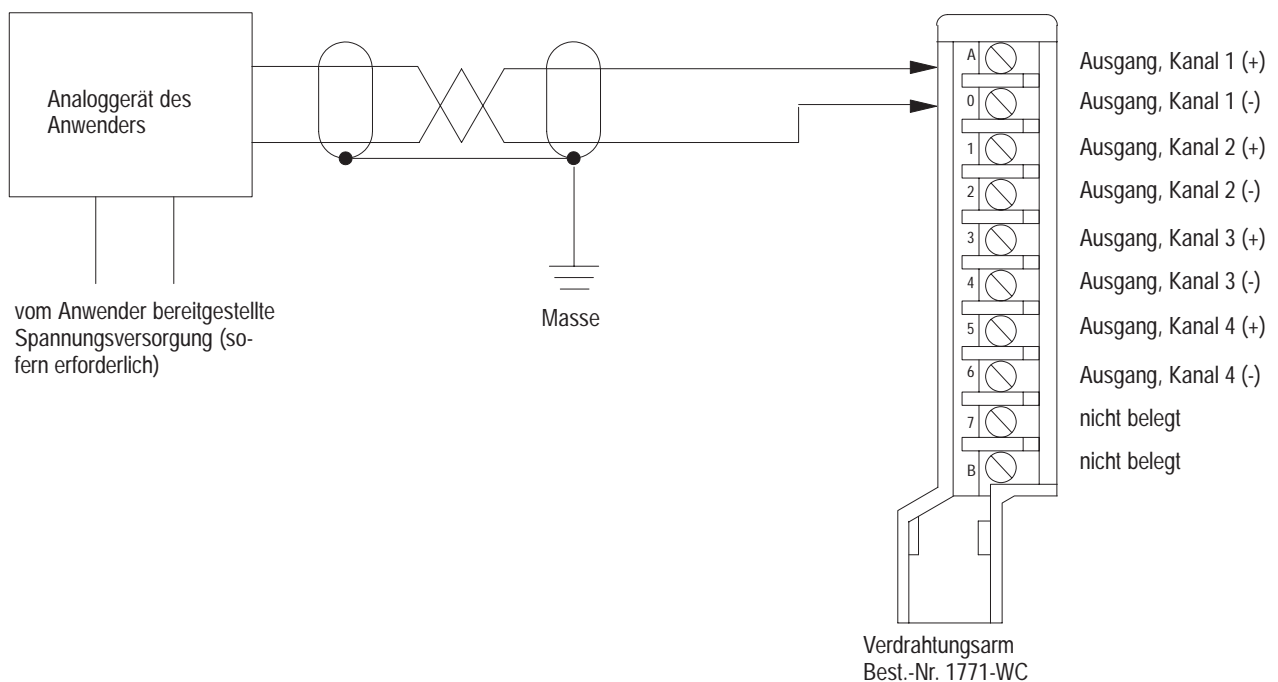 Analoggerät des
Anwenders
vom Anwender bereitgestellte
Spannungsversorgung (so-
fern erforderlich)
Masse
A Ausgang, Kanal 1 (+)
0 Ausgang, Kanal 1 (-)
1 Ausgang, Kanal 2 (+)
2 Ausgang, Kanal 2 (-)
3 Ausgang, Kanal 3 (+)
4 Ausgang, Kanal 3 (-)
5 Ausgang, Kanal 4 (+)
6 Ausgang, Kanal 4 (-)
7 nicht belegt
B nicht belegt
Verdrahtungsarm
Best.-Nr. 1771-WC